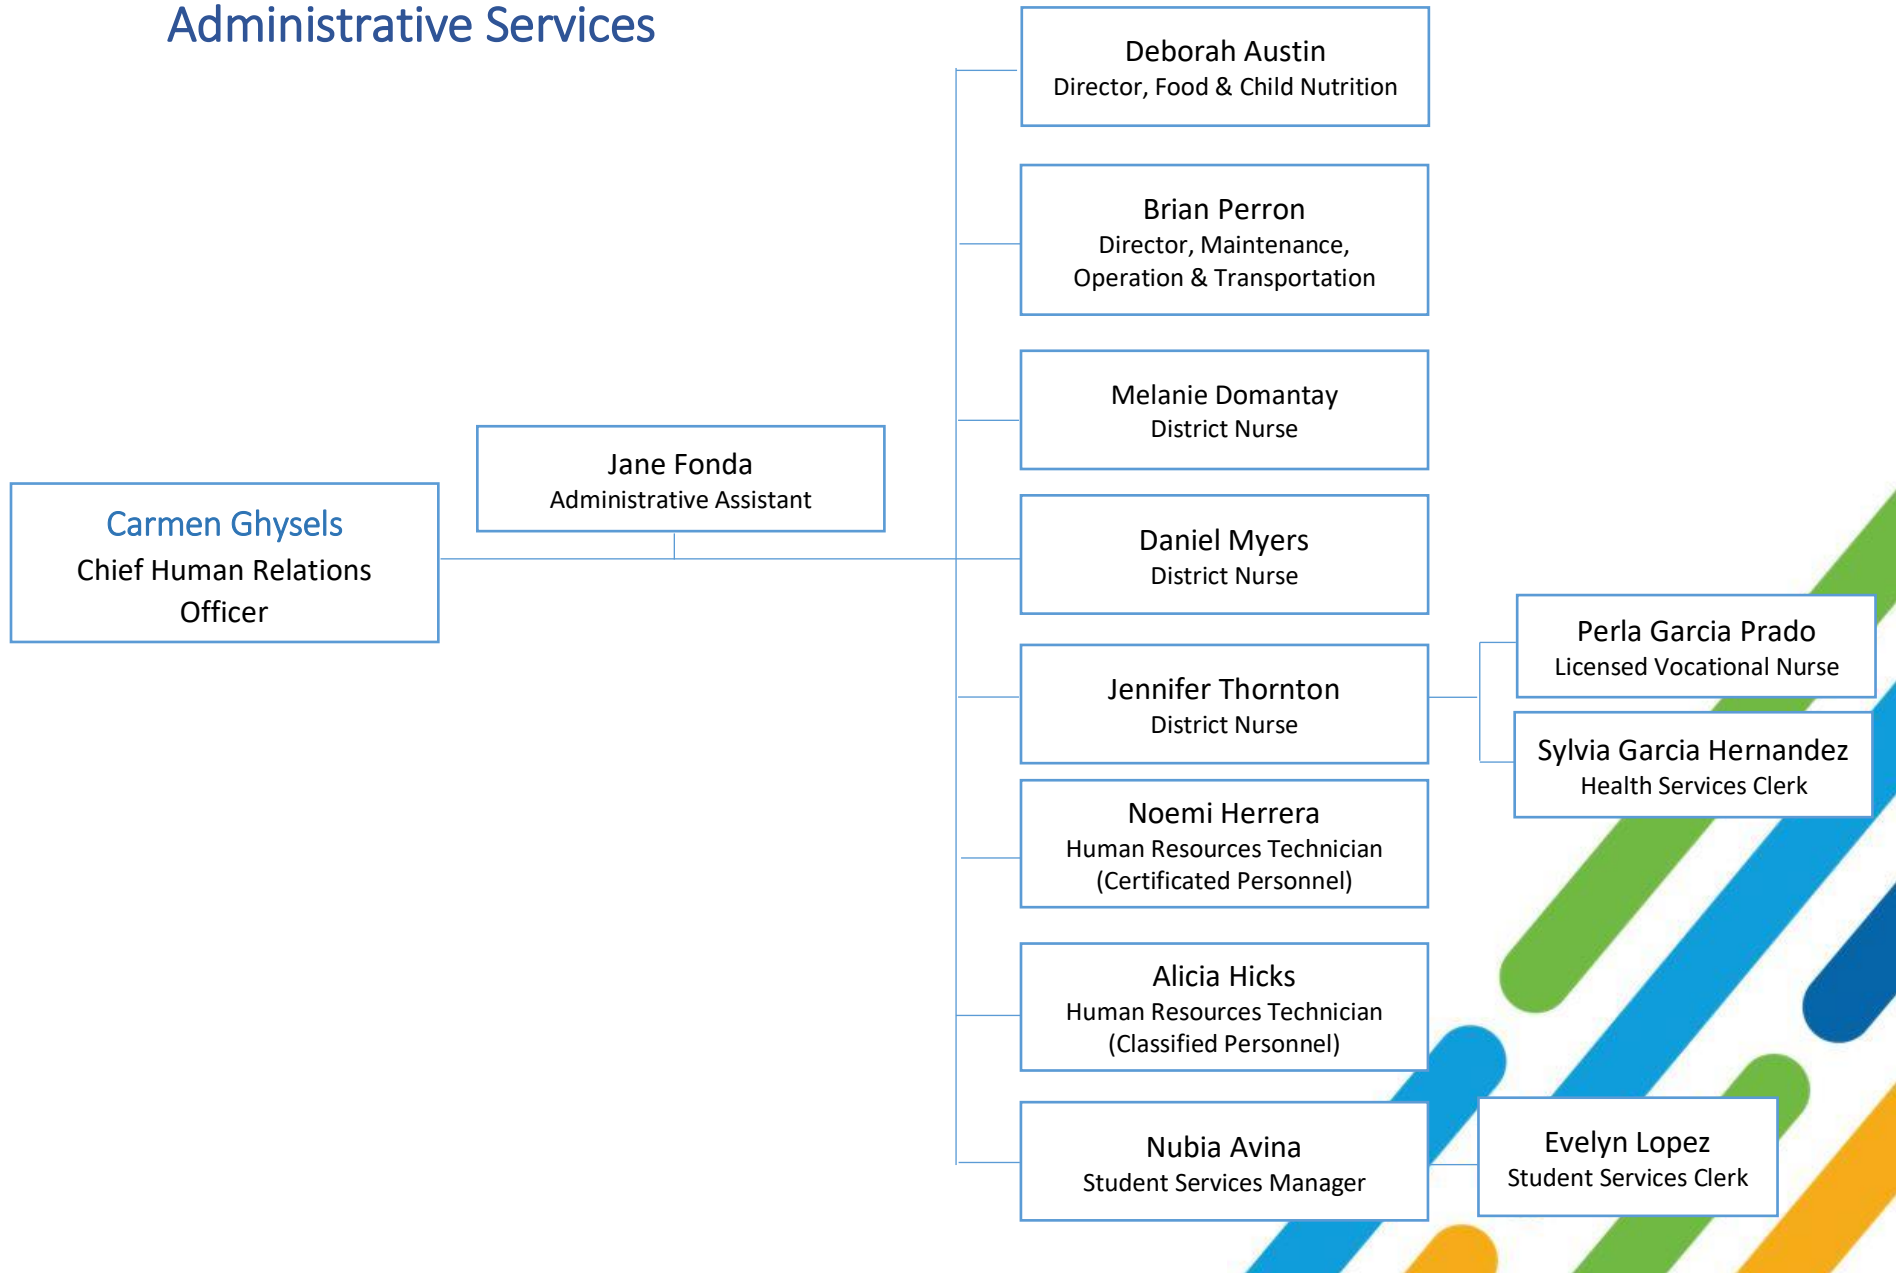 Administrative Services
Deborah Austin
Director, Food & Child Nutrition
Brian Perron
Director, Maintenance,
Operation & Transportation
Melanie Domantay
District Nurse
Jane Fonda
Administrative Assistant
Carmen Ghysels
Chief Human Relations
Officer
Daniel Myers
District Nurse
Jennifer Thornton
District Nurse
Perla Garcia Prado
Licensed Vocational Nurse
Sylvia Garcia Hernandez
Health Services Clerk
Noemi Herrera
Human Resources Technician
(Certificated Personnel)
Alicia Hicks
Human Resources Technician
(Classified Personnel)
Nubia Avina
Student Services Manager
Evelyn Lopez
Student Services Clerk